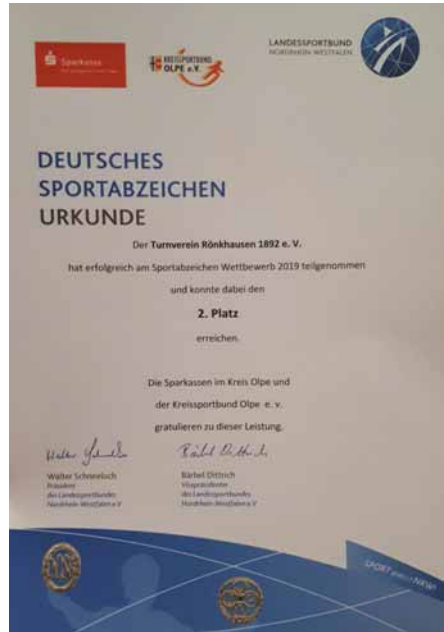 Sparkasse
KREISSPORTBUND
OLPE e.V.
LANDESSPORTBUND
NORDRHEIN-WESTFALEN
DEUTSCHES
SPORTABZEICHEN
URKUNDE
Der Turnverein Rönkhausen 1892 e. V.
hat erfolgreich am Sportabzeichen Wettbewerb 2019 teilgenommen
und konnte dabei den
2. Platz
erreichen.
Die Sparkassen im Kreis Olpe und
der Kreissportbund Olpe e. v.
gratulieren zu dieser Leistung.
Walter Schneeloch
Präsident
des Landessportbundes
Nordrhein-Westfalen e.V
Bärbel Dittrich
Vizepräsidentin
des Landessportbundes
Nordrhein-Westfalen e.V
SPORT